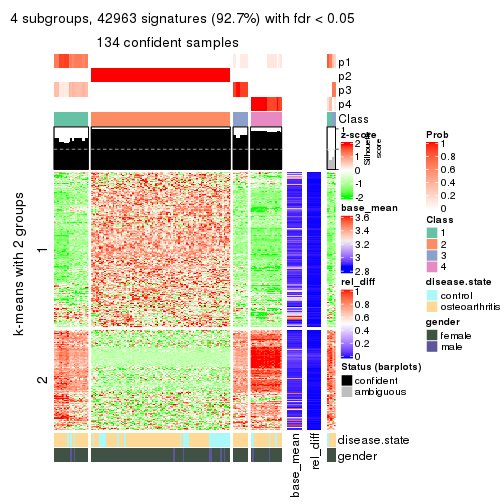 4 subgroups, 42963 signatures (92.7%) with fdr < 0.05
134 confident samples
p1
p2
p3
p4
Class
1
Silhouette
score
k-means with 2 groups
1
2
disease.state
gender
base_mean
rel_diff
z-score
2
1
0
-1
-2
base_mean
3.6
3.4
3.2
3
2.8
rel_diff
1
0.8
0.6
0.4
0.2
0
Status (barplots)
confident
ambiguous
Prob
1
0.8
0.6
0.4
0.2
0
Class
1
2
3
4
disease.state
control
osteoarthritis
gender
female
male